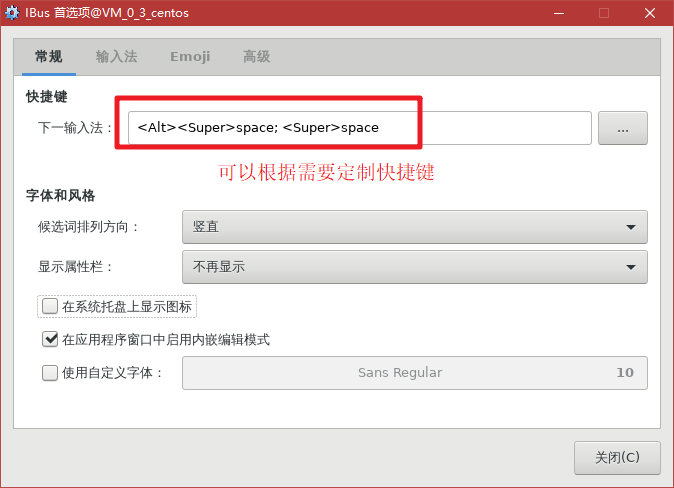 IBus 首选项@VM_0_3_centos
常规 输入法 Emoji 高级
快捷键
下一输入法： <Alt><Super>space; <Super>space ...
可以根据需要定制快捷键
字体和风格
候选词排列方向： 竖直
显示属性栏： 不再显示
在系统托盘上显示图标
在应用程序窗口中启用内嵌编辑模式
使用自定义字体： Sans Regular 10
关闭(C)